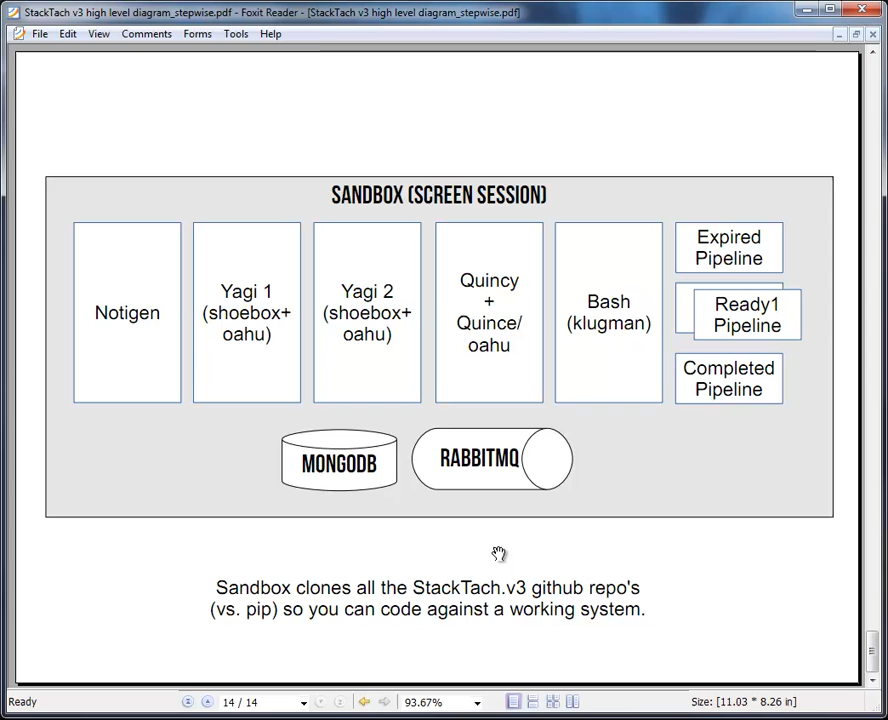 StackTach v3 high level diagram_stepwise.pdf - Foxit Reader - [StackTach v3 high level diagram_stepwise.pdf]
File Edit View Comments Forms Tools Help
SANDBOX (SCREEN SESSION)
Notigen
Yagi 1
(shoebox+
oahu)
Yagi 2
(shoebox+
oahu)
Quincy
+
Quince/
oahu
Bash
(klugman)
Expired
Pipeline
Ready1
Pipeline
Completed
Pipeline
MONGODB
RABBITMQ
Sandbox clones all the StackTach.v3 github repo's
(vs. pip) so you can code against a working system.
Ready 14 / 14 93.67% Size: [11.03 * 8.26 in]